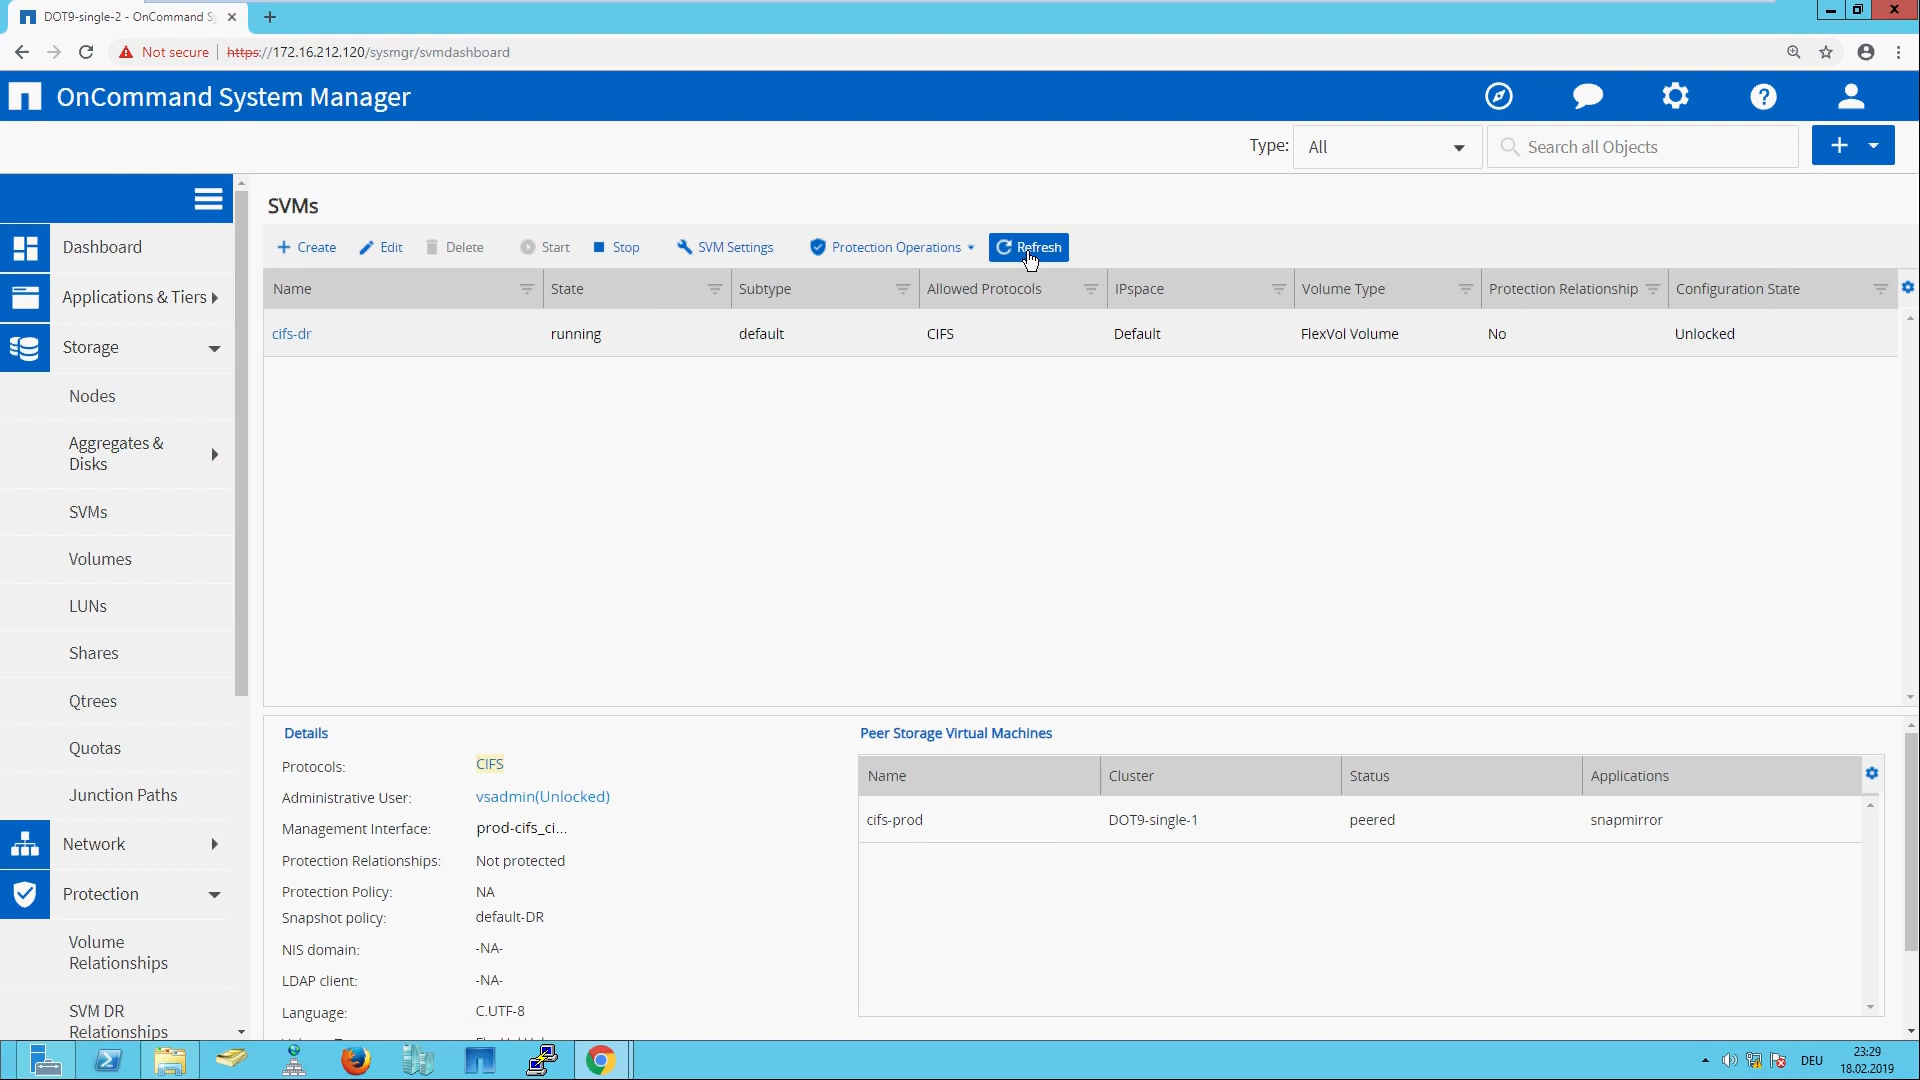 DOT9-single-2 - OnCommand Sy
Not secure
https://172.16.212.120/sysmgr/svmdashboard
OnCommand System Manager
Type:
All
Search all Objects
SVMs
Create
Edit
Delete
Start
Stop
SVM Settings
Protection Operations
Refresh
Name
State
Subtype
Allowed Protocols
IPspace
Volume Type
Protection Relationship
Configuration State
cifs-dr
running
default
CIFS
Default
FlexVol Volume
No
Unlocked
Dashboard
Applications & Tiers
Storage
Nodes
Aggregates &
Disks
SVMs
Volumes
LUNs
Shares
Qtrees
Quotas
Junction Paths
Network
Protection
Volume
Relationships
SVM DR
Relationships
Details
Protocols:
CIFS
Administrative User:
vsadmin(Unlocked)
Management Interface:
prod-cifs_ci...
Protection Relationships:
Not protected
Protection Policy:
NA
Snapshot policy:
default-DR
NIS domain:
-NA-
LDAP client:
-NA-
Language:
C.UTF-8
Peer Storage Virtual Machines
Name
Cluster
Status
Applications
cifs-prod
DOT9-single-1
peered
snapmirror
DEU
23:29
18.02.2019